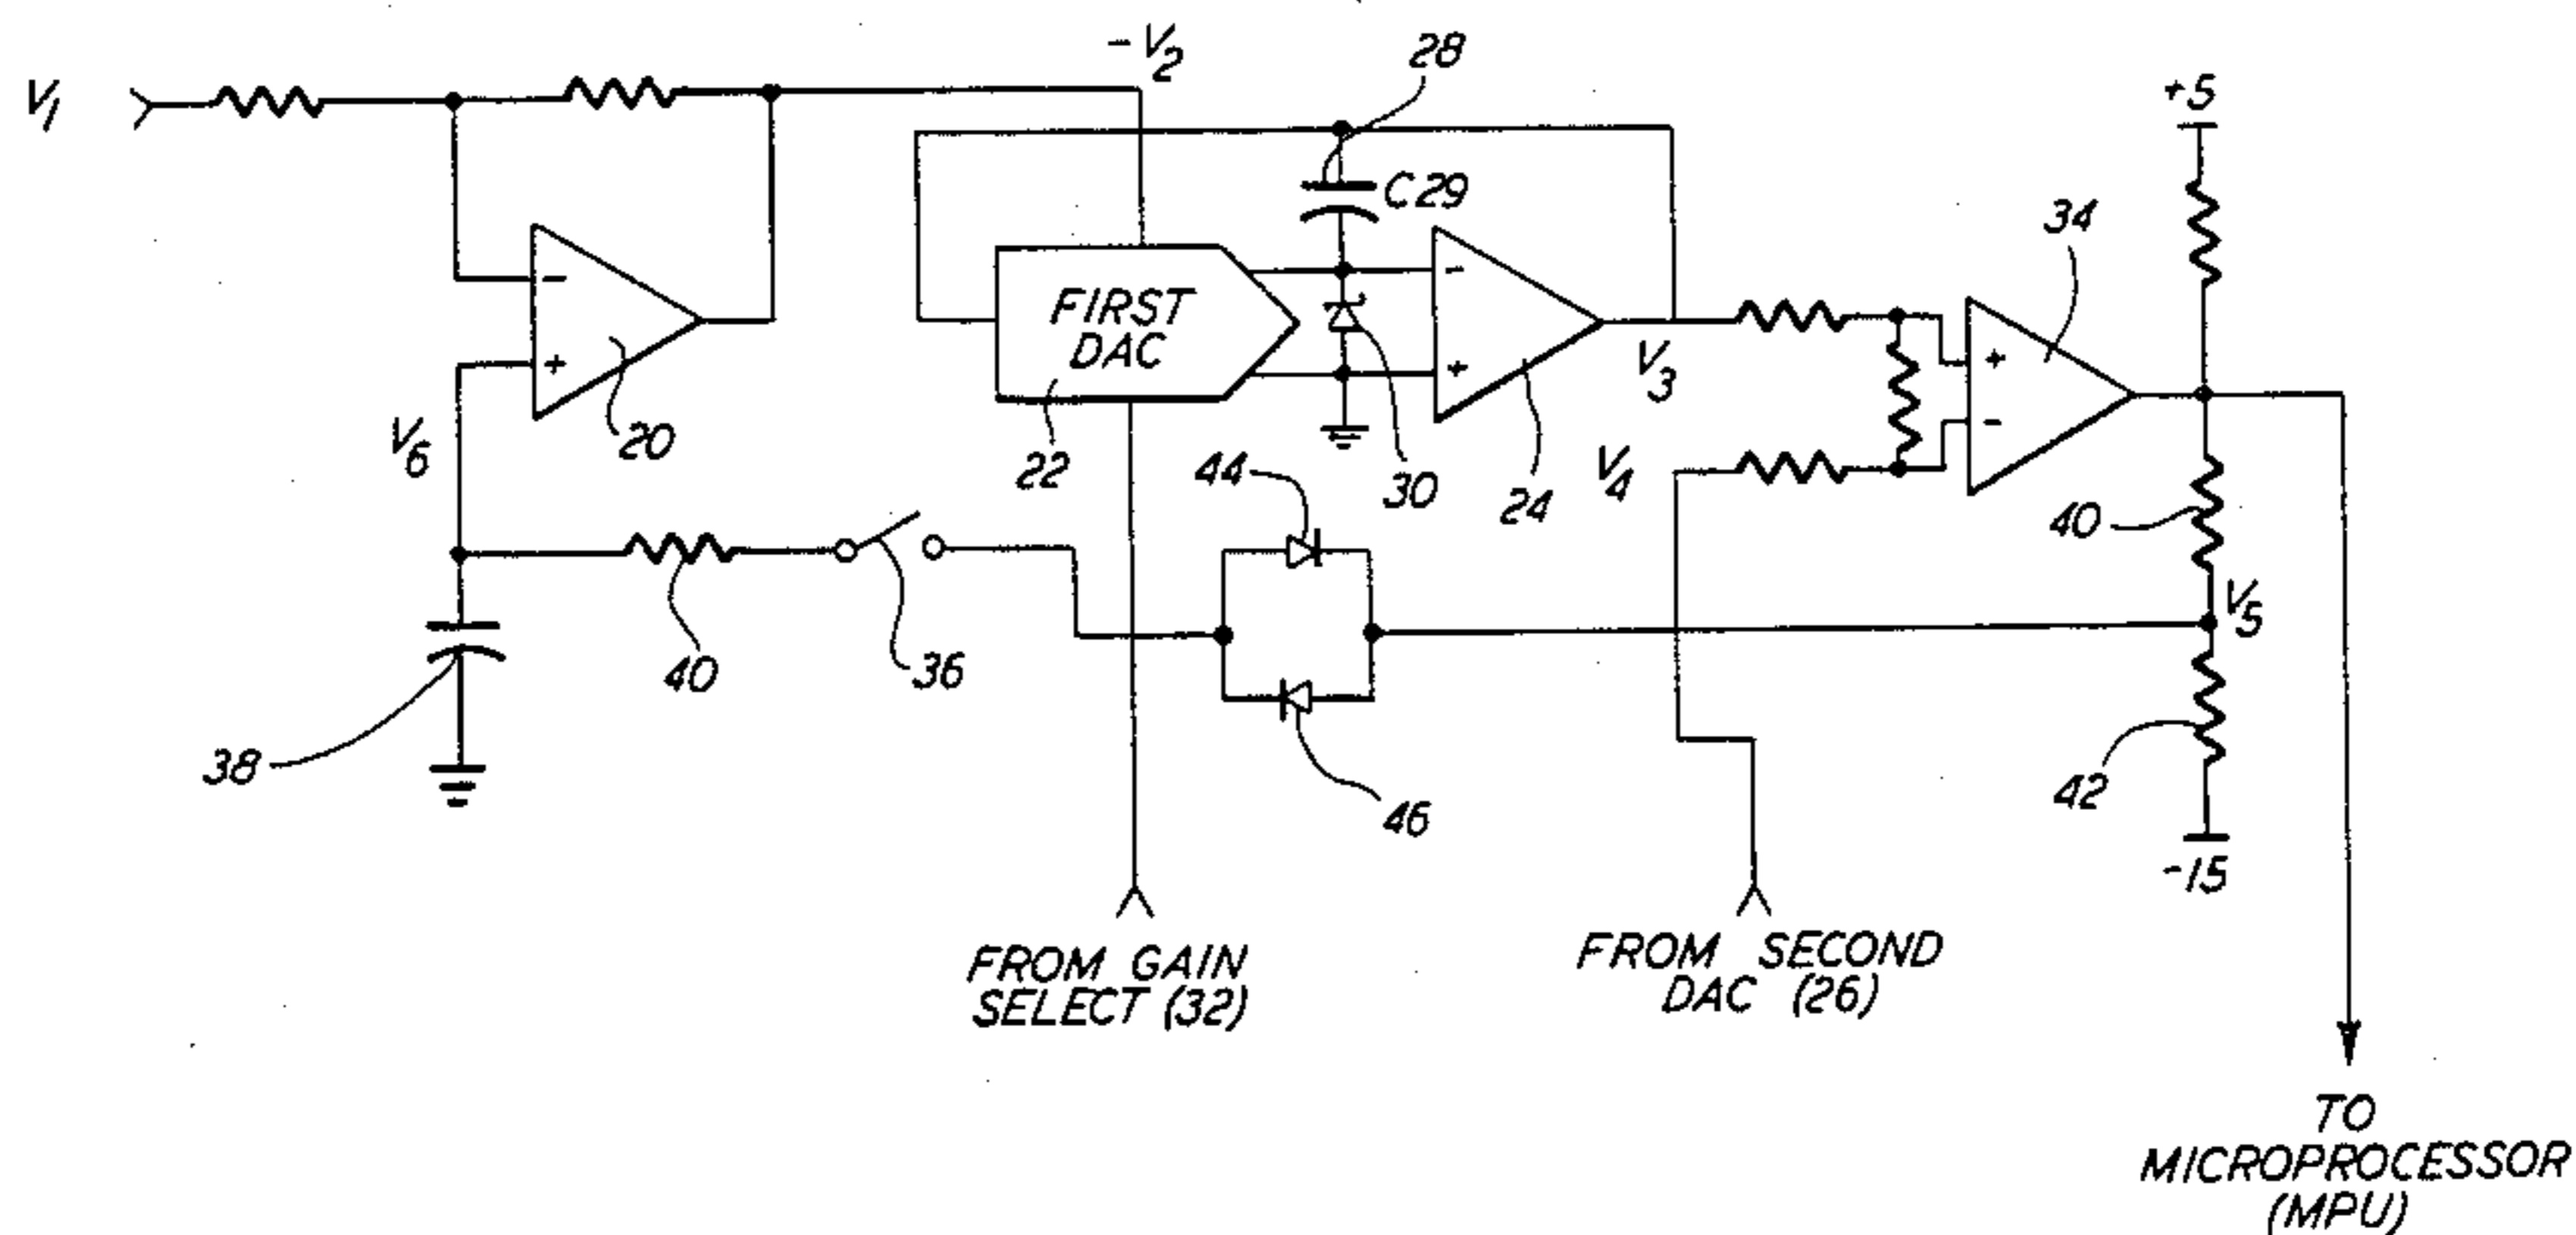 -V2
28
V1
+5
C29
34
- 
-
FIRST
DAC
+
+
V3
+
-
20
V6
22
44
30
V4
24
40
V5
40
36
38
46
42
-15
FROM GAIN
SELECT (32)
FROM SECOND
DAC (26)
TO
MICROPROCESSOR
(MPU)